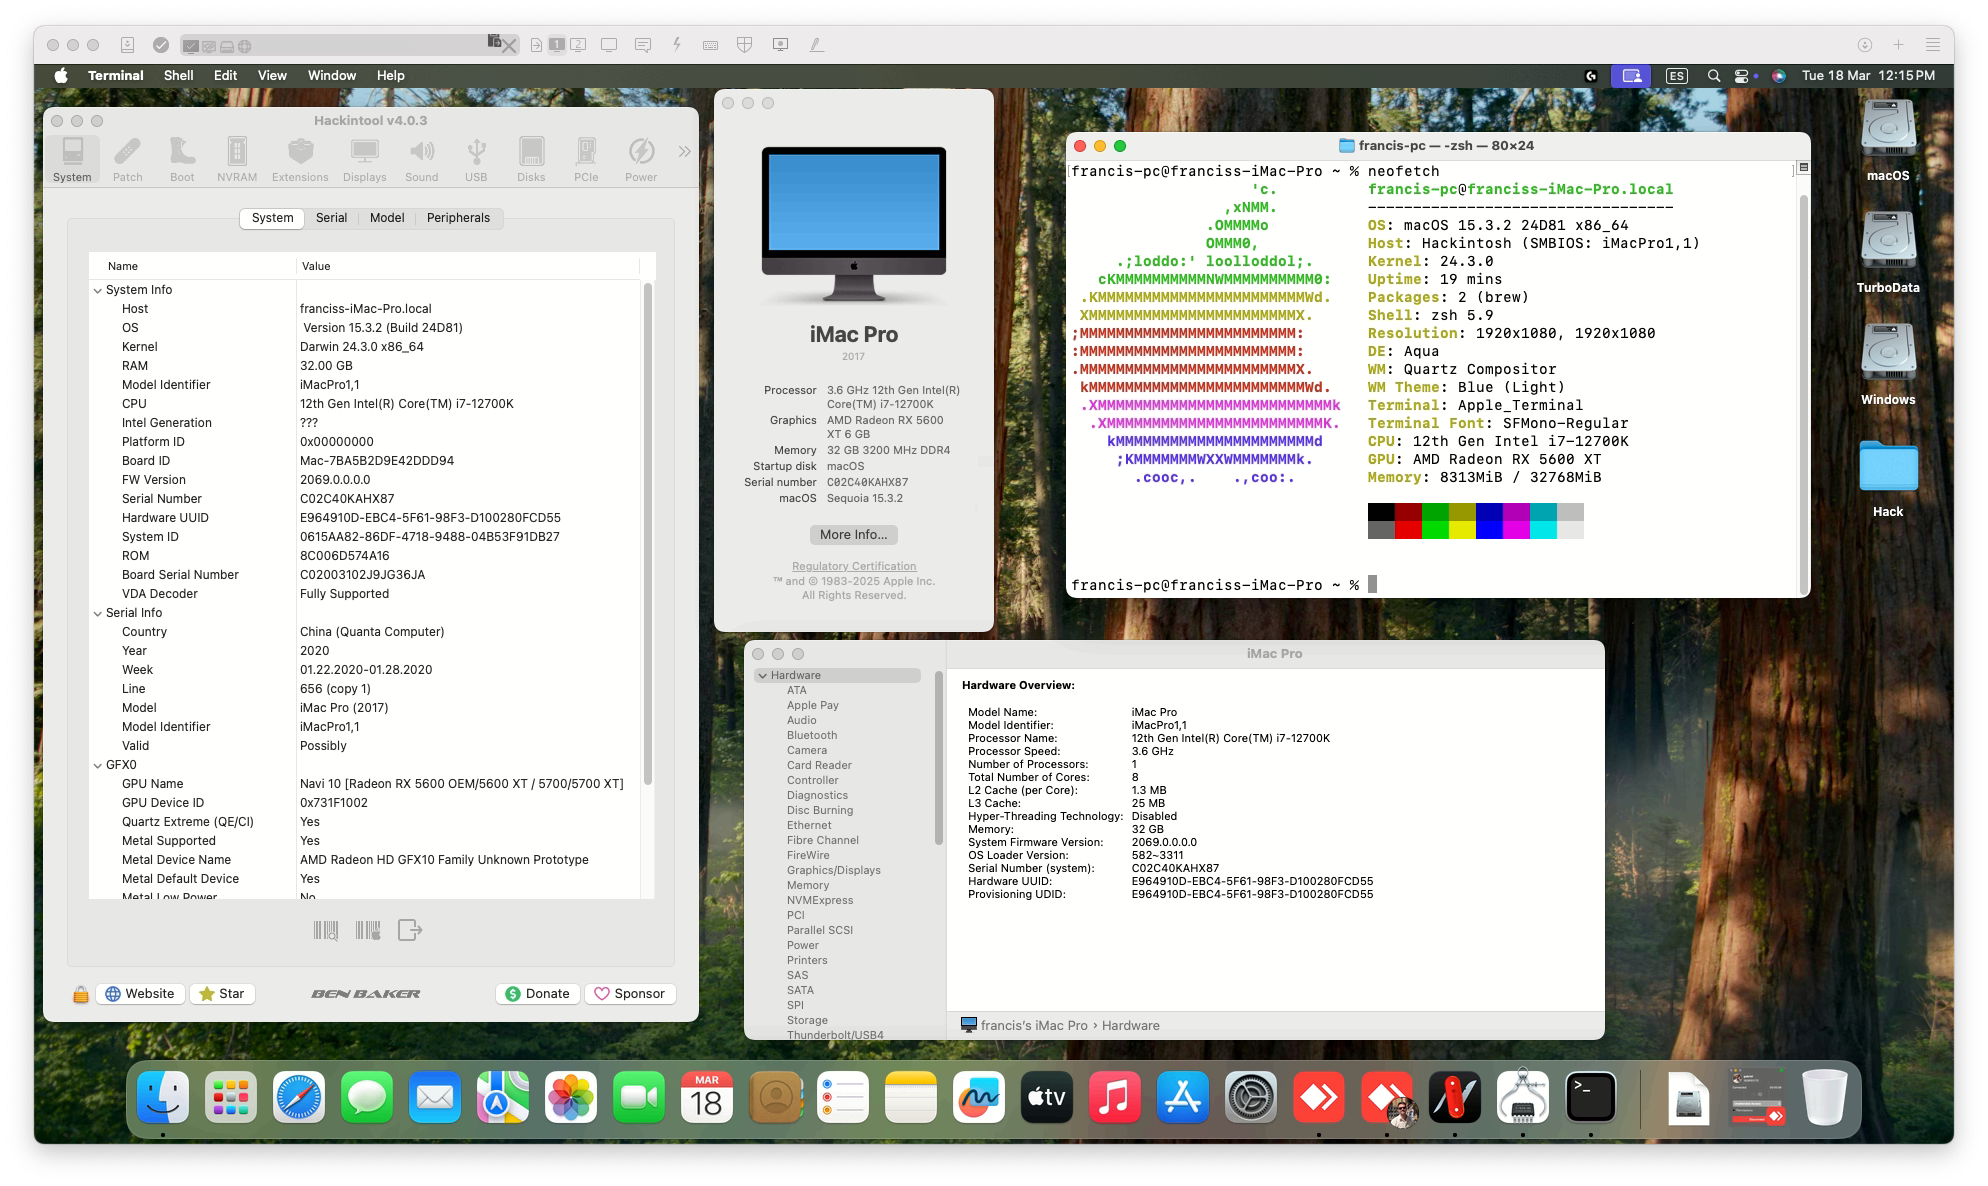 Terminal Shell Edit View Window Help
ES Tue 18 Mar 12:15 PM
Hackintool v4.0.3
System Patch Boot NVRAM Extensions Displays Sound USB Disks PCIe Power
System Serial Model Peripherals
Name Value
System Info
Host franciss-iMac-Pro.local
OS Version 15.3.2 (Build 24D81)
Kernel Darwin 24.3.0 x86_64
RAM 32.00 GB
Model Identifier iMacPro1,1
CPU 12th Gen Intel(R) Core(TM) i7-12700K
Intel Generation ???
Platform ID 0x00000000
Board ID Mac-7BA5B2D9E42DDD94
FW Version 2069.0.0.0.0
Serial Number C02C40KAHX87
Hardware UUID E964910D-EBC4-5F61-98F3-D100280FCD55
System ID 0615AA82-86DF-4718-9488-04B53F91DB27
ROM 8C006D574A16
Board Serial Number C02003102J9JG36JA
VDA Decoder Fully Supported
Serial Info
Country China (Quanta Computer)
Year 2020
Week 01.22.2020-01.28.2020
Line 656 (copy 1)
Model iMac Pro (2017)
Model Identifier iMacPro1,1
Valid Possibly
GFX0
GPU Name Navi 10 [Radeon RX 5600 OEM/5600 XT / 5700/5700 XT]
GPU Device ID 0x731F1002
Quartz Extreme (QE/CI) Yes
Metal Supported Yes
Metal Device Name AMD Radeon HD GFX10 Family Unknown Prototype
Metal Default Device Yes
Metal Low Power No
Website Star BEN BAKER Donate Sponsor
iMac Pro
2017
Processor 3.6 GHz 12th Gen Intel(R)
Core(TM) i7-12700K
Graphics AMD Radeon RX 5600
XT 6 GB
Memory 32 GB 3200 MHz DDR4
Startup disk macOS
Serial number C02C40KAHX87
macOS Sequoia 15.3.2
More Info...
Regulatory Certification
™ and © 1983-2025 Apple Inc.
All Rights Reserved.
francis-pc — -zsh — 80×24
francis-pc@franciss-iMac-Pro ~ % neofetch
'c. francis-pc@franciss-iMac-Pro.local
,xNMM. ----------------------------------
.OMMMMo OS: macOS 15.3.2 24D81 x86_64
OMMM0, Host: Hackintosh (SMBIOS: iMacPro1,1)
.;loddo:' loolloddol;. Kernel: 24.3.0
cKMMMMMMMMMMNWMMMMMMMMMM0: Uptime: 19 mins
.KMMMMMMMMMMMMMMMMMMMMMMMWd. Packages: 2 (brew)
XMMMMMMMMMMMMMMMMMMMMMMMX. Shell: zsh 5.9
;MMMMMMMMMMMMMMMMMMMMMMMM: Resolution: 1920x1080, 1920x1080
:MMMMMMMMMMMMMMMMMMMMMMMM: DE: Aqua
.MMMMMMMMMMMMMMMMMMMMMMMMX. WM: Quartz Compositor
kMMMMMMMMMMMMMMMMMMMMMMMMWd. WM Theme: Blue (Light)
.XMMMMMMMMMMMMMMMMMMMMMMMMMMk Terminal: Apple_Terminal
.XMMMMMMMMMMMMMMMMMMMMMMMMK. Terminal Font: SFMono-Regular
kMMMMMMMMMMMMMMMMMMMMMMd CPU: 12th Gen Intel i7-12700K
;KMMMMMMMWXXWMMMMMMMk. GPU: AMD Radeon RX 5600 XT
.cooc,. .,coo:. Memory: 8313MiB / 32768MiB
francis-pc@franciss-iMac-Pro ~ %
macOS
TurboData
Windows
Hack
iMac Pro
Hardware
ATA
Apple Pay
Audio
Bluetooth
Camera
Card Reader
Controller
Diagnostics
Disc Burning
Ethernet
Fibre Channel
FireWire
Graphics/Displays
Memory
NVMExpress
PCI
Parallel SCSI
Power
Printers
SAS
SATA
SPI
Storage
Thunderbolt/USB4
Hardware Overview:
Model Name: iMac Pro
Model Identifier: iMacPro1,1
Processor Name: 12th Gen Intel(R) Core(TM) i7-12700K
Processor Speed: 3.6 GHz
Number of Processors: 1
Total Number of Cores: 8
L2 Cache (per Core): 1.3 MB
L3 Cache: 25 MB
Hyper-Threading Technology: Disabled
Memory: 32 GB
System Firmware Version: 2069.0.0.0.0
OS Loader Version: 582~3311
Serial Number (system): C02C40KAHX87
Hardware UUID: E964910D-EBC4-5F61-98F3-D100280FCD55
Provisioning UDID: E964910D-EBC4-5F61-98F3-D100280FCD55
francis's iMac Pro › Hardware
MAR
18
tv
>_